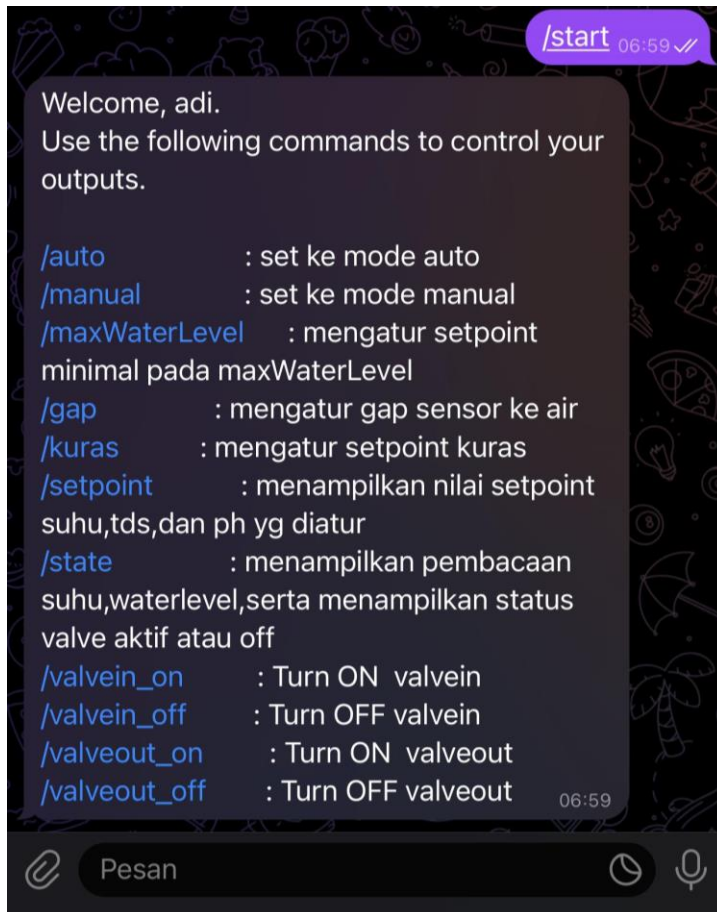 /start 06:59
Welcome, adi.
Use the following commands to control your
outputs.
/auto : set ke mode auto
/manual : set ke mode manual
/maxWaterLevel : mengatur setpoint
minimal pada maxWaterLevel
/gap : mengatur gap sensor ke air
/kuras : mengatur setpoint kuras
/setpoint : menampilkan nilai setpoint
suhu,tds,dan ph yg diatur
/state : menampilkan pembacaan
suhu,waterlevel,serta menampilkan status
valve aktif atau off
/valvein_on : Turn ON valvein
/valvein_off : Turn OFF valvein
/valveout_on : Turn ON valveout
/valveout_off : Turn OFF valveout 06:59
Pesan